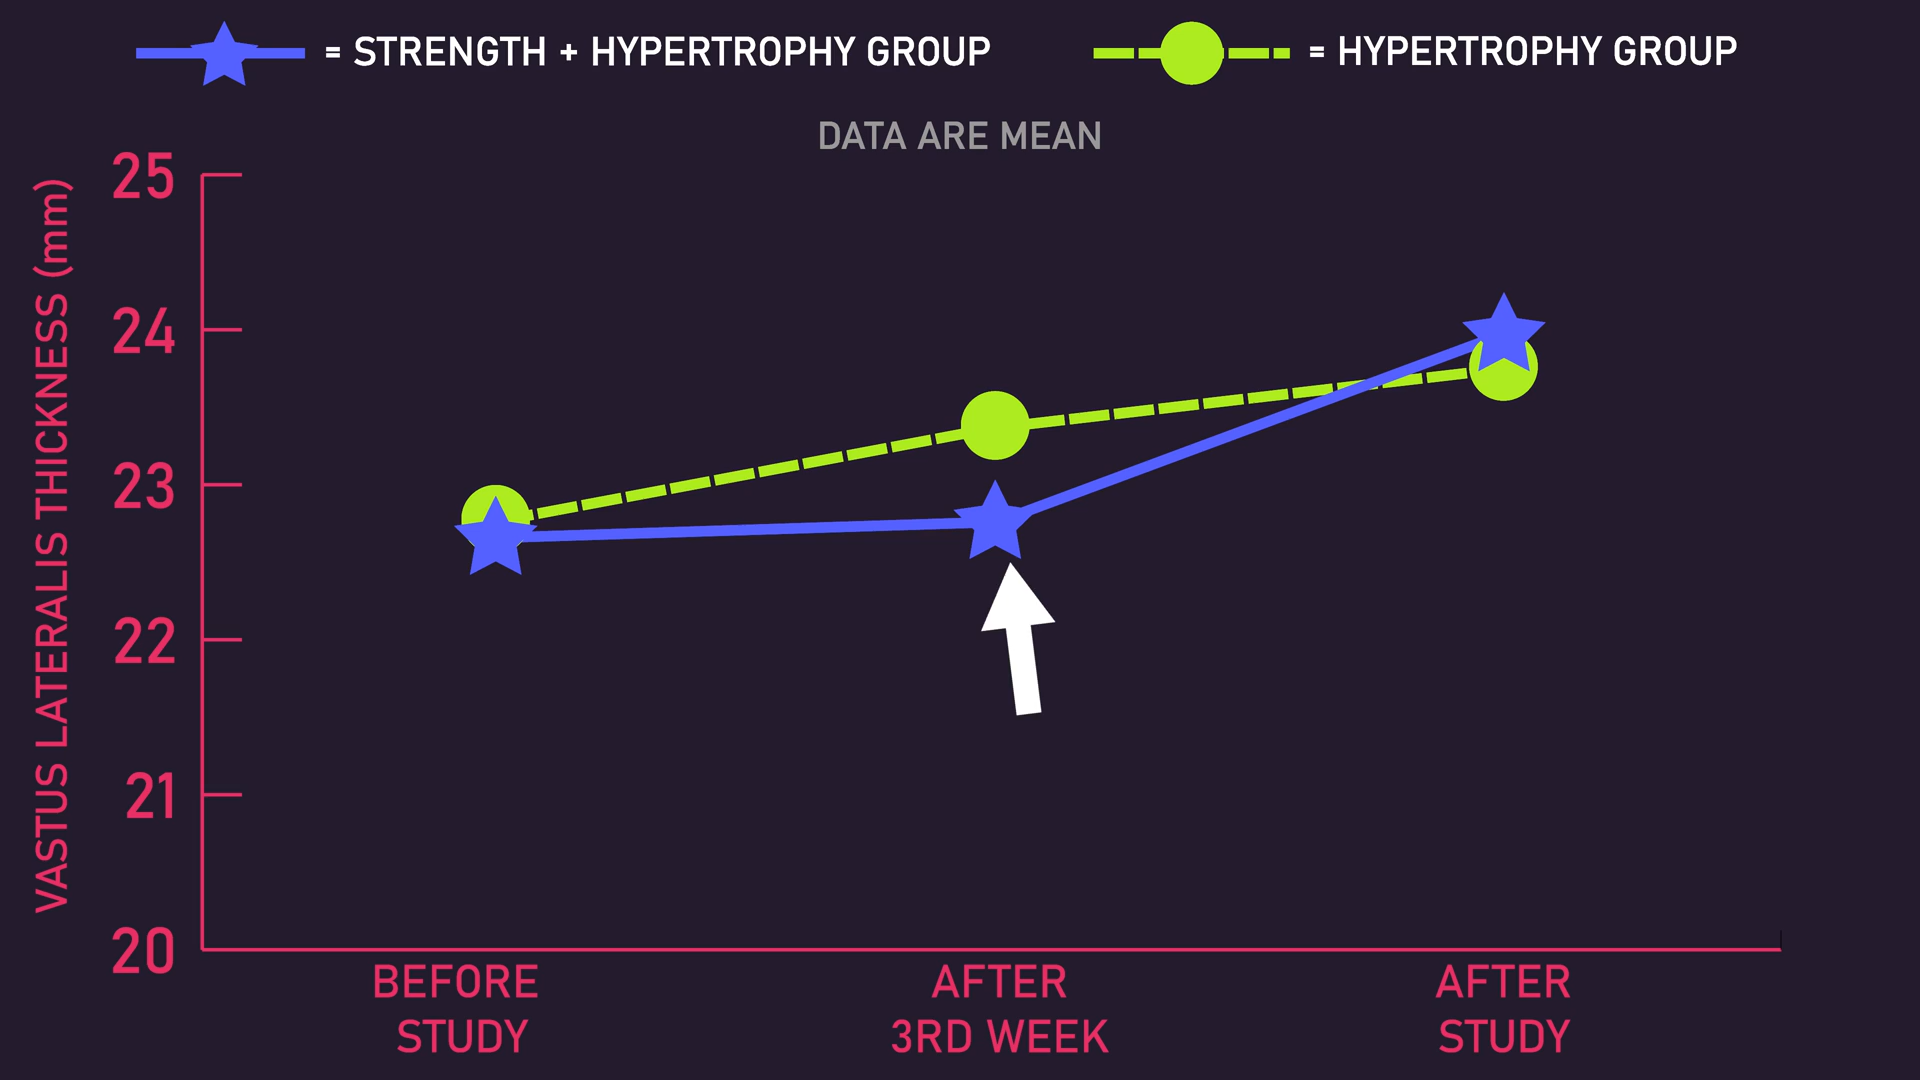 = STRENGTH + HYPERTROPHY GROUP
= HYPERTROPHY GROUP
DATA ARE MEAN
VASTUS LATERALIS THICKNESS (mm)
25
24
23
22
21
20
BEFORE
STUDY
AFTER
3RD WEEK
AFTER
STUDY